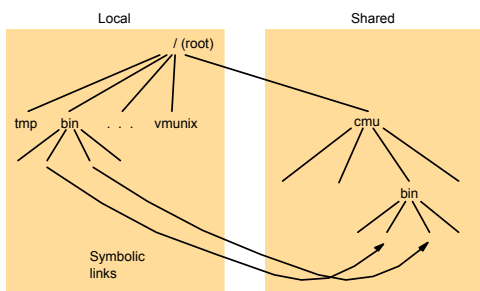 Local
Shared
/ (root)
tmp bin . . . vmunix
cmu
bin
Symbolic
links